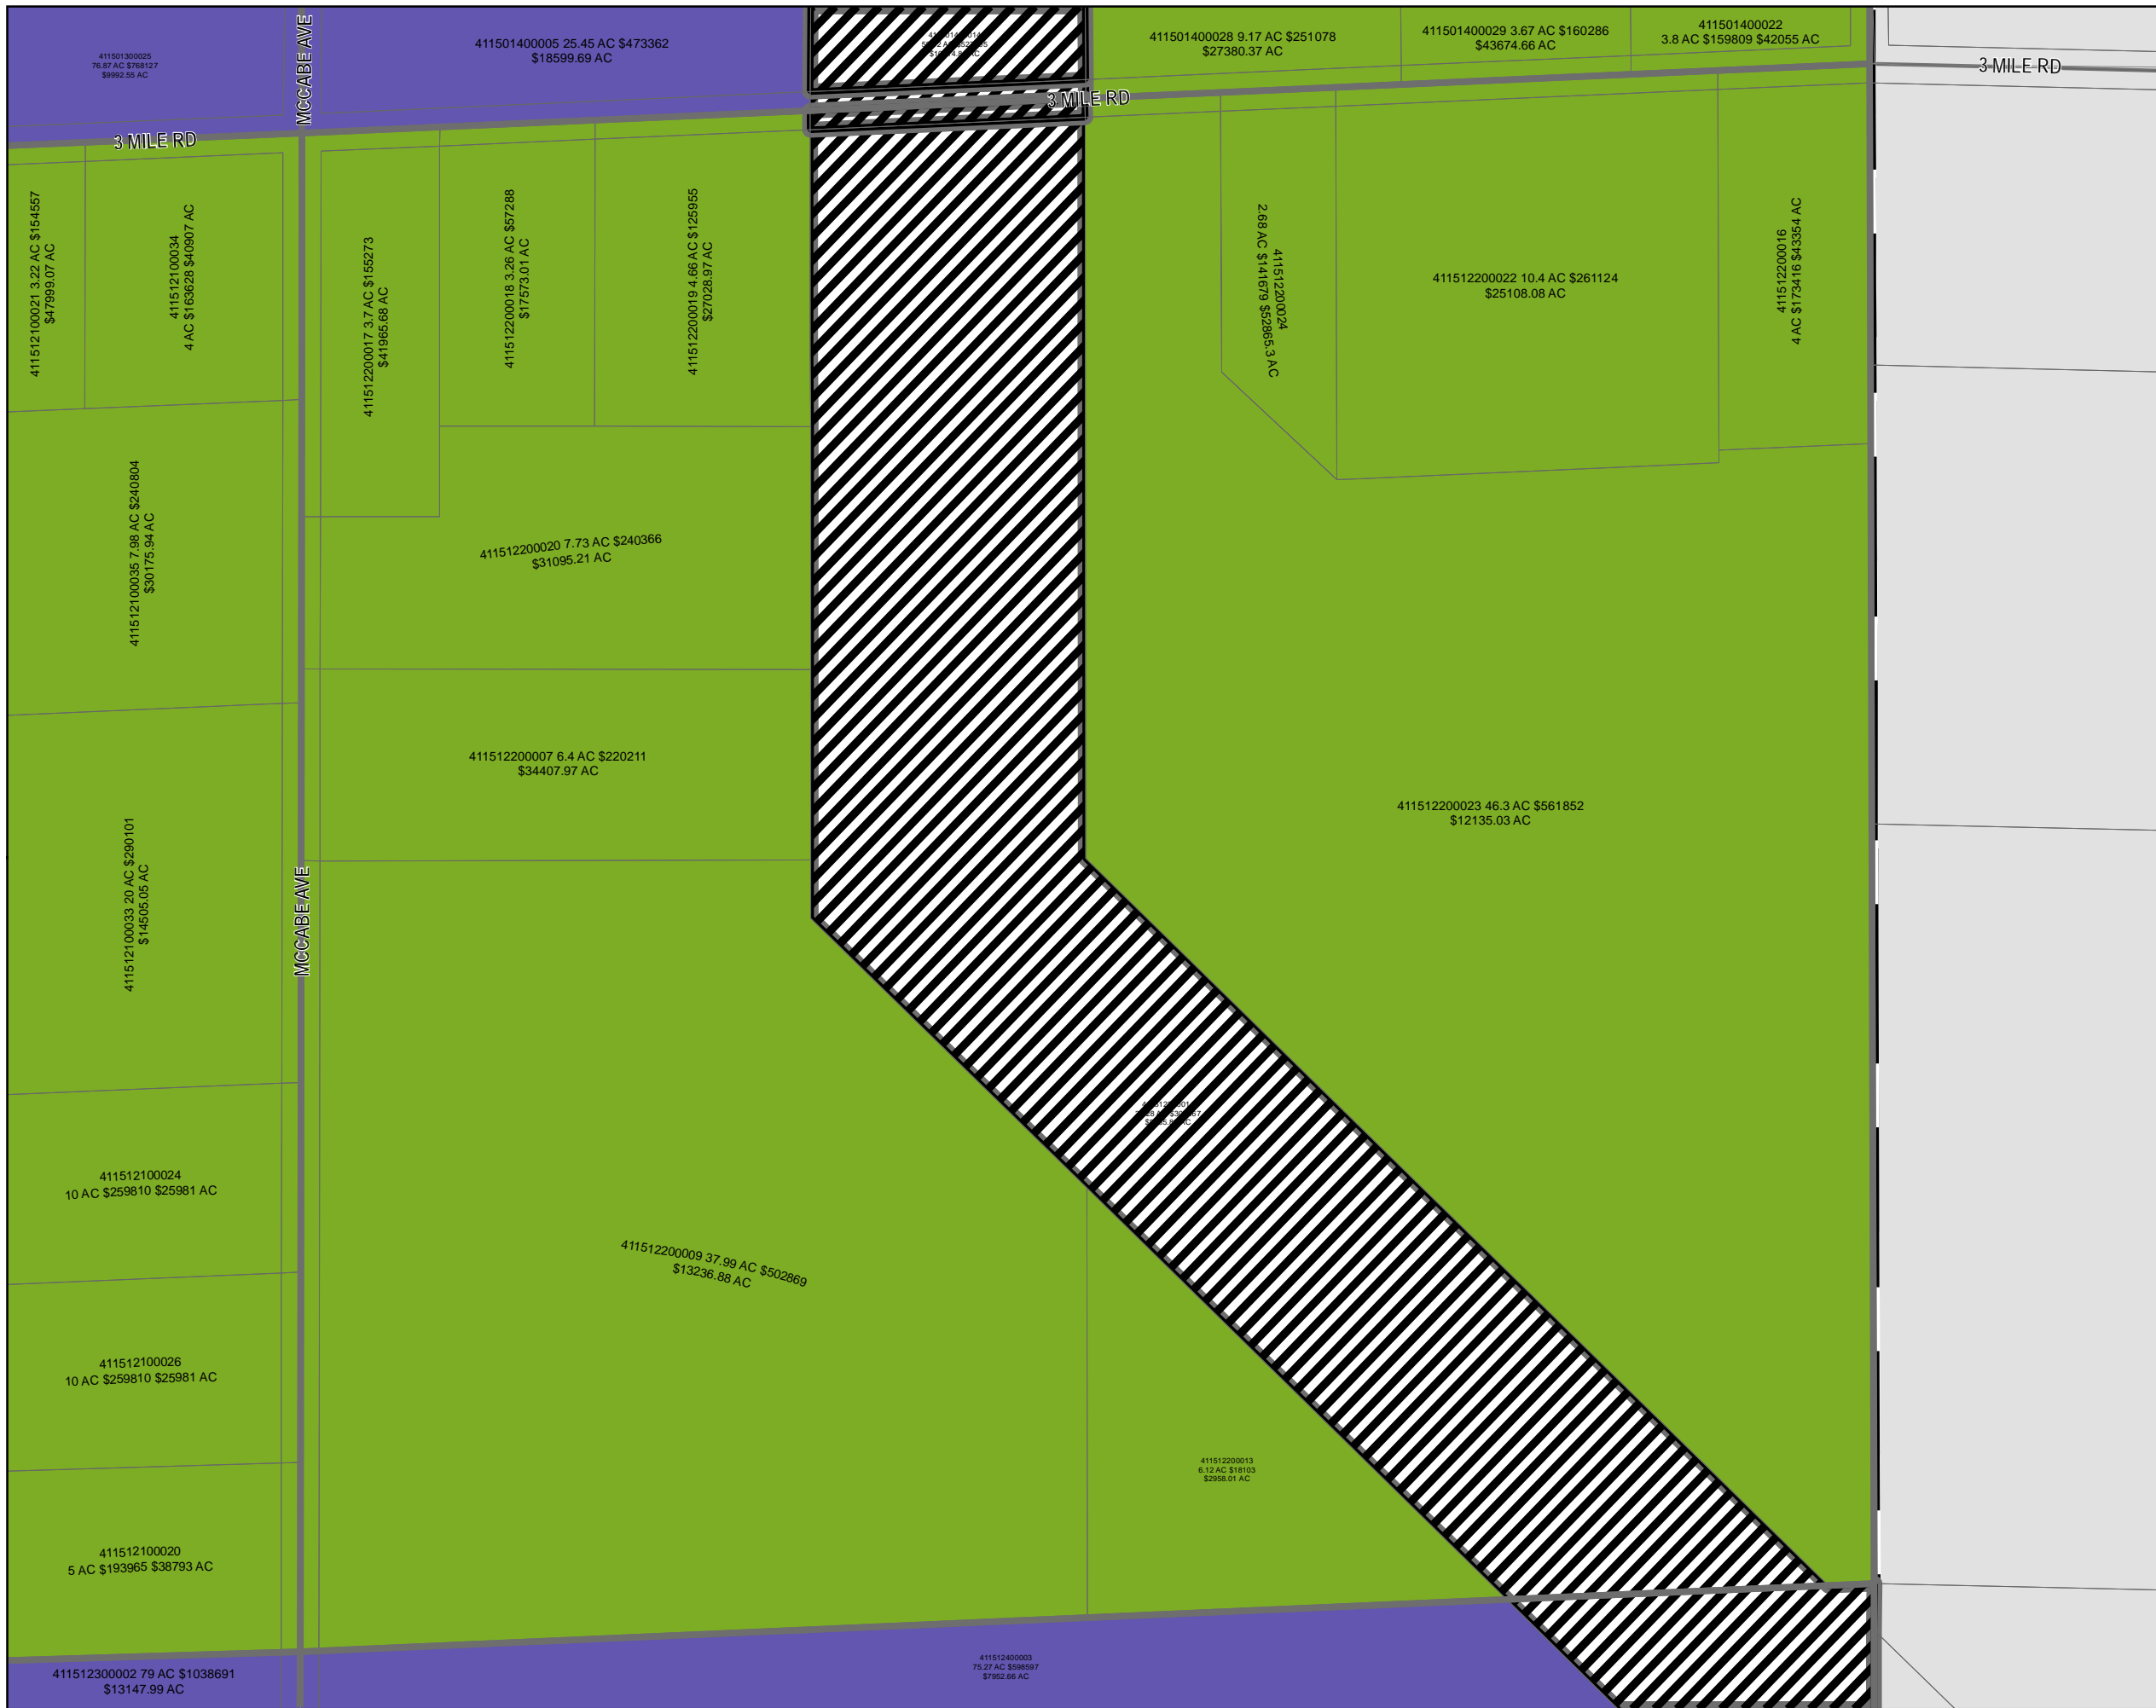 411501300025
76.87 AC $768127
$9992.55 AC
MCCABE AVE
411501400005 25.45 AC $473362
$18599.69 AC
411501400028 9.17 AC $251078
$27380.37 AC
411501400029 3.67 AC $160286
$43674.66 AC
411501400022
3.8 AC $159809 $42055 AC
3 MILE RD
3 MILE RD
3 MILE RD
411512100021 3.22 AC $154557
$47999.07 AC
411512100034
4 AC $163628 $40907 AC
411512200017 3.7 AC $155273
$41965.68 AC
411512200018 3.26 AC $57288
$17573.01 AC
411512200019 4.66 AC $125955
$27028.97 AC
411512200024
2.68 AC $141679 $52865.3 AC
411512200022 10.4 AC $261124
$25108.08 AC
411512200016
4 AC $173416 $43354 AC
411512100035 7.98 AC $240804
$30175.94 AC
411512200020 7.73 AC $240366
$31095.21 AC
411512200007 6.4 AC $220211
$34407.97 AC
411512200023 46.3 AC $561852
$12135.03 AC
411512100033 20 AC $290101
$14505.05 AC
MCCABE AVE
411512100024
10 AC $259810 $25981 AC
411512200009 37.99 AC $502869
$13236.88 AC
411512100026
10 AC $259810 $25981 AC
411512200013
6.12 AC $18103
$2958.01 AC
411512100020
5 AC $193965 $38793 AC
411512300002 79 AC $1038691
$13147.99 AC
411512400003
75.27 AC $598597
$7952.66 AC